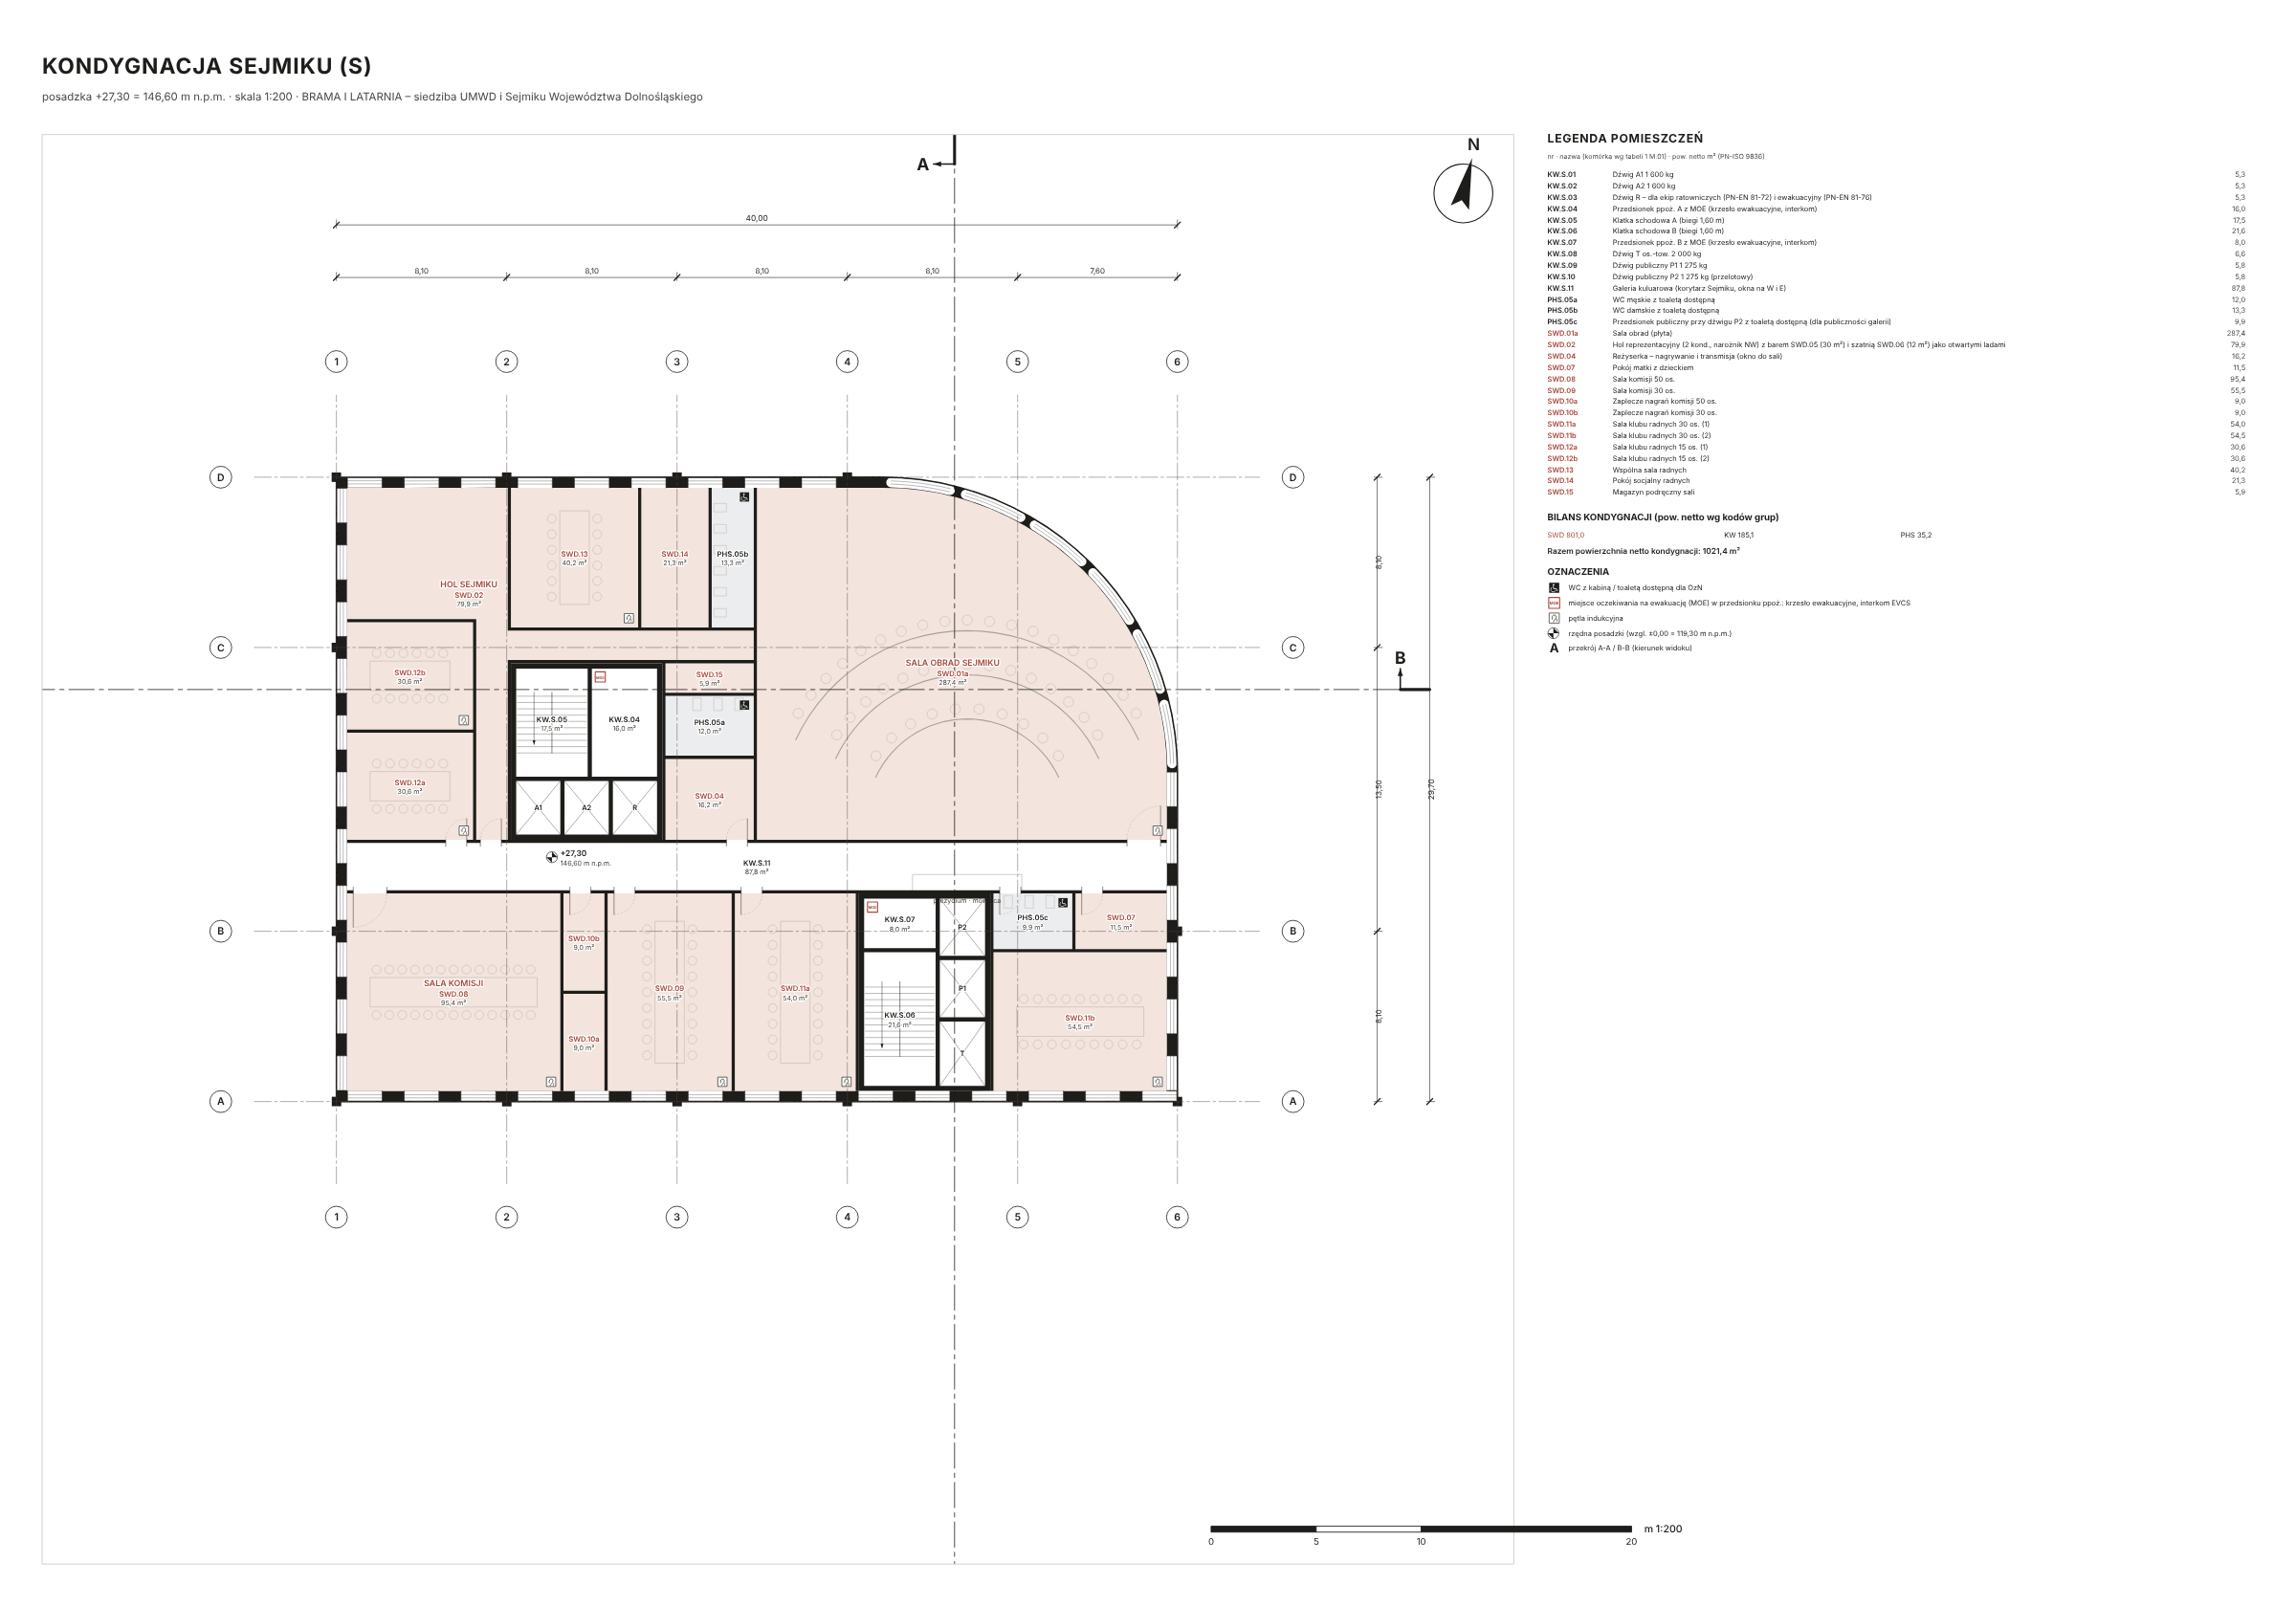 KONDYGNACJA SEJMIKU (S)
posadzka +27,30 = 146,60 m n.p.m. · skala 1:200 · BRAMA I LATARNIA – siedziba UMWD i Sejmiku Województwa Dolnośląskiego
A
N
40,00
8,10
8,10
8,10
8,10
7,60
1
2
3
4
5
6
D
D
C
C
B
B
A
A
8,10
13,50
8,10
29,70
B
HOL SEJMIKU
SWD.02
79,9 m²
SWD.13
40,2 m²
SWD.14
21,3 m²
PHS.05b
13,3 m²
SALA OBRAD SEJMIKU
SWD.01a
287,4 m²
SWD.12b
30,6 m²
SWD.12a
30,6 m²
KW.S.05
17,5 m²
MOE
KW.S.04
16,0 m²
SWD.15
5,9 m²
PHS.05a
12,0 m²
SWD.04
16,2 m²
A1
A2
R
+27,30
146,60 m n.p.m.
KW.S.11
87,8 m²
SALA KOMISJI
SWD.08
95,4 m²
SWD.10b
9,0 m²
SWD.10a
9,0 m²
SWD.09
55,5 m²
SWD.11a
54,0 m²
MOE
KW.S.07
8,0 m²
KW.S.06
21,6 m²
P2
P1
T
PHS.05c
9,9 m²
SWD.07
11,5 m²
SWD.11b
54,5 m²
1
2
3
4
5
6
0
5
10
20
m 1:200
LEGENDA POMIESZCZEŃ
nr · nazwa (komórka wg tabeli 1 M.01) · pow. netto m² (PN-ISO 9836)
KW.S.01 Dźwig A1 1 600 kg 5,3
KW.S.02 Dźwig A2 1 600 kg 5,3
KW.S.03 Dźwig R – dla ekip ratowniczych (PN-EN 81-72) i ewakuacyjny (PN-EN 81-76) 5,3
KW.S.04 Przedsionek ppoż. A z MOE (krzesło ewakuacyjne, interkom) 16,0
KW.S.05 Klatka schodowa A (biegi 1,60 m) 17,5
KW.S.06 Klatka schodowa B (biegi 1,60 m) 21,6
KW.S.07 Przedsionek ppoż. B z MOE (krzesło ewakuacyjne, interkom) 8,0
KW.S.08 Dźwig T os.-tow. 2 000 kg 6,6
KW.S.09 Dźwig publiczny P1 1 275 kg 5,8
KW.S.10 Dźwig publiczny P2 1 275 kg (przelotowy) 5,8
KW.S.11 Galeria kuluarowa (korytarz Sejmiku, okna na W i E) 87,8
PHS.05a WC męskie z toaletą dostępną 12,0
PHS.05b WC damskie z toaletą dostępną 13,3
PHS.05c Przedsionek publiczny przy dźwigu P2 z toaletą dostępną (dla publiczności galerii) 9,9
SWD.01a Sala obrad (płyta) 287,4
SWD.02 Hol reprezentacyjny (2 kond., narożnik NW) z barem SWD.05 (30 m²) i szatnią SWD.06 (12 m²) jako otwartymi ladami 79,9
SWD.04 Reżyserka – nagrywanie i transmisja (okno do sali) 16,2
SWD.07 Pokój matki z dzieckiem 11,5
SWD.08 Sala komisji 50 os. 95,4
SWD.09 Sala komisji 30 os. 55,5
SWD.10a Zaplecze nagrań komisji 50 os. 9,0
SWD.10b Zaplecze nagrań komisji 30 os. 9,0
SWD.11a Sala klubu radnych 30 os. (1) 54,0
SWD.11b Sala klubu radnych 30 os. (2) 54,5
SWD.12a Sala klubu radnych 15 os. (1) 30,6
SWD.12b Sala klubu radnych 15 os. (2) 30,6
SWD.13 Wspólna sala radnych 40,2
SWD.14 Pokój socjalny radnych 21,3
SWD.15 Magazyn podręczny sali 5,9
BILANS KONDYGNACJI (pow. netto wg kodów grup)
SWD 801,0 KW 185,1 PHS 35,2
Razem powierzchnia netto kondygnacji: 1021,4 m²
OZNACZENIA
WC z kabiną / toaletą dostępną dla OzN
MOE miejsce oczekiwania na ewakuację (MOE) w przedsionku ppoż.: krzesło ewakuacyjne, interkom EVCS
pętla indukcyjna
rzędna posadzki (wzgl. ±0,00 = 119,30 m n.p.m.)
A przekrój A-A / B-B (kierunek widoku)